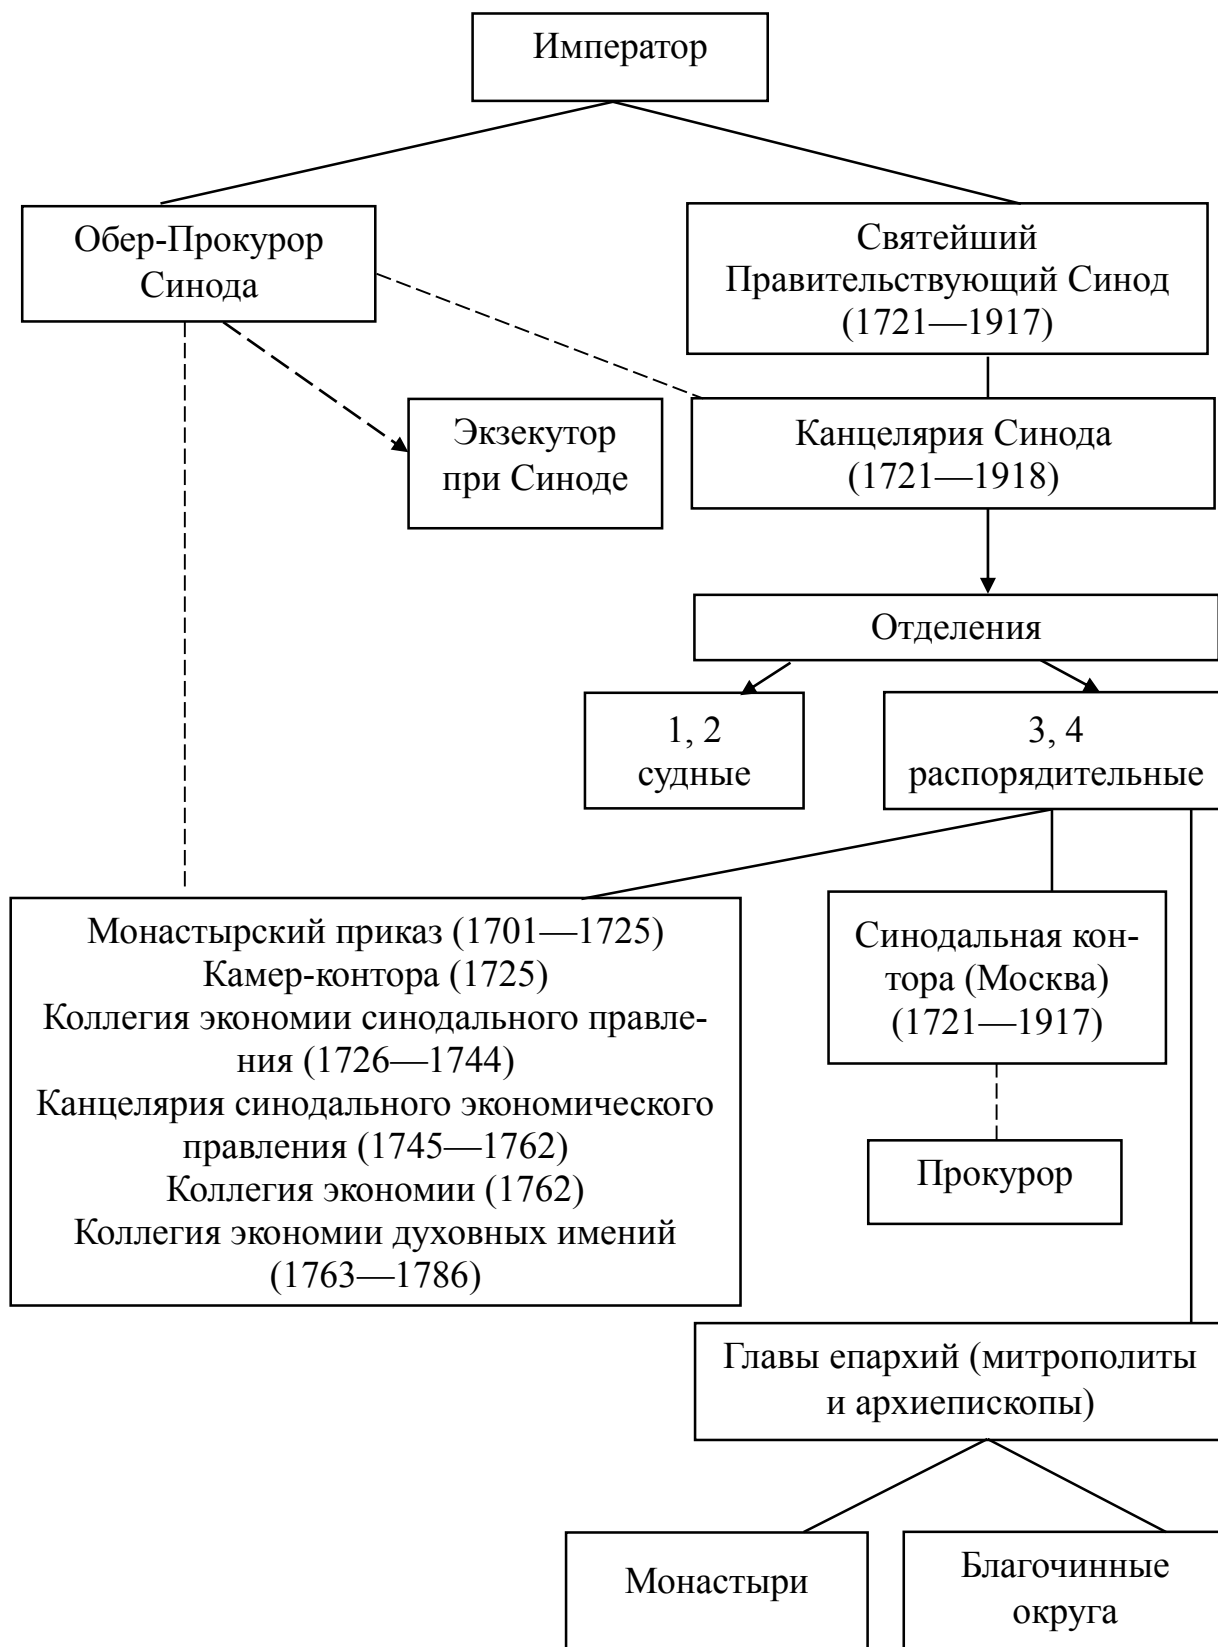 Император
Обер-Прокурор
Синода
Святейший
Правительствующий Синод
(1721—1917)
Экзекутор
при Синоде
Канцелярия Синода
(1721—1918)
Отделения
1, 2
судные
3, 4
распорядительные
Монастырский приказ (1701—1725)
Камер-контора (1725)
Коллегия экономии синодального правле-
ния (1726—1744)
Канцелярия синодального экономического
правления (1745—1762)
Коллегия экономии (1762)
Коллегия экономии духовных имений
(1763—1786)
Синодальная кон-
тора (Москва)
(1721—1917)
Прокурор
Главы епархий (митрополиты
и архиепископы)
Монастыри
Благочинные
округа